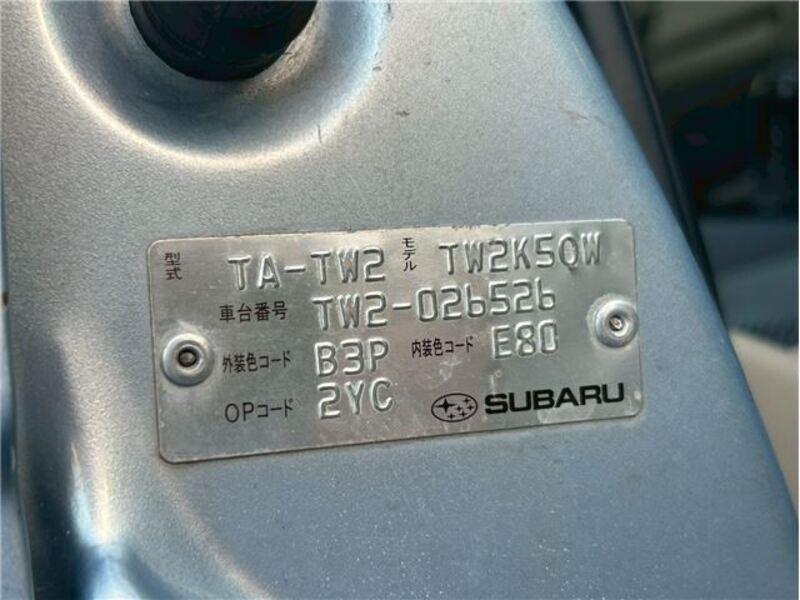 型式 TA-TW2 モデル TW2K5OW
車台番号 TW2-026526
外装色コード B3P 内装色コード E80
OPコード 2YC SUBARU